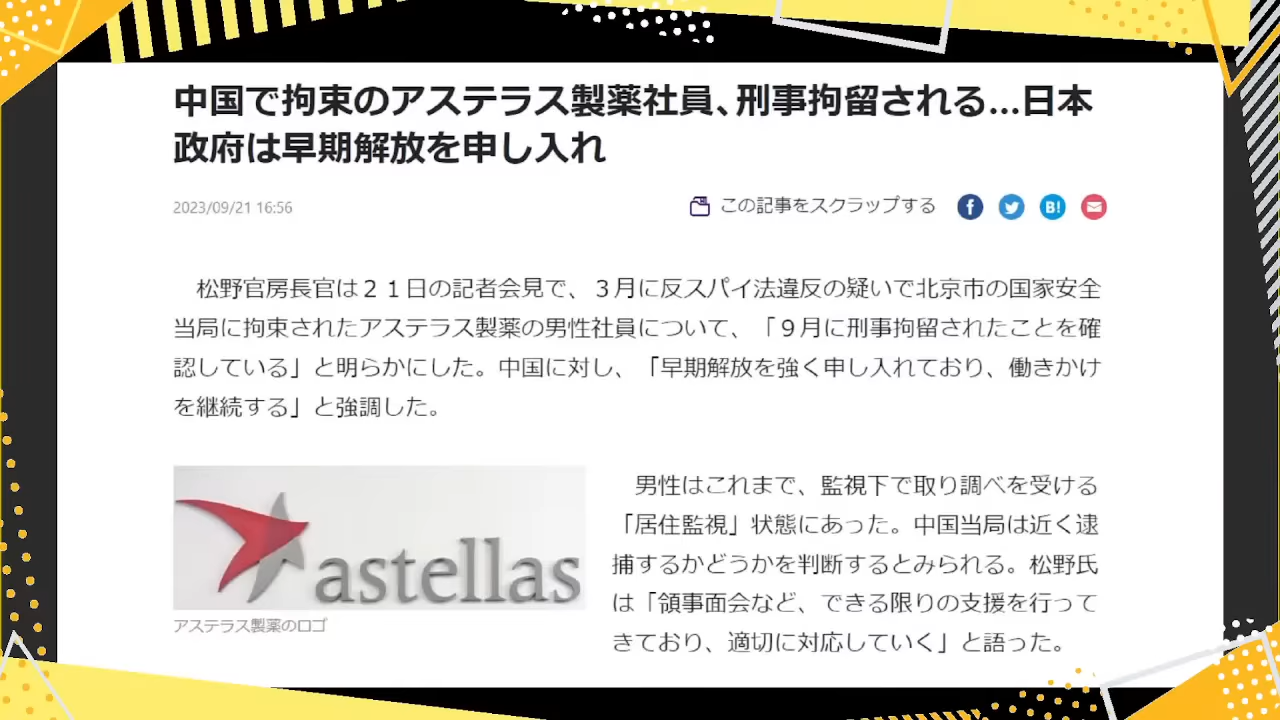 中国で拘束のアステラス製薬社員、刑事拘留される…日本
政府は早期解放を申し入れ
2023/09/21 16:56
この記事をスクラップする
f
B!
松野官房長官は２１日の記者会見で、３月に反スパイ法違反の疑いで北京市の国家安全
当局に拘束されたアステラス製薬の男性社員について、「９月に刑事拘留されたことを確
認している」と明らかにした。中国に対し、「早期解放を強く申し入れており、働きかけ
を継続する」と強調した。
astellas
アステラス製薬のロゴ
男性はこれまで、監視下で取り調べを受ける
「居住監視」状態にあった。中国当局は近く逮
捕するかどうかを判断するとみられる。松野氏
は「領事面会など、できる限りの支援を行って
きており、適切に対応していく」と語った。